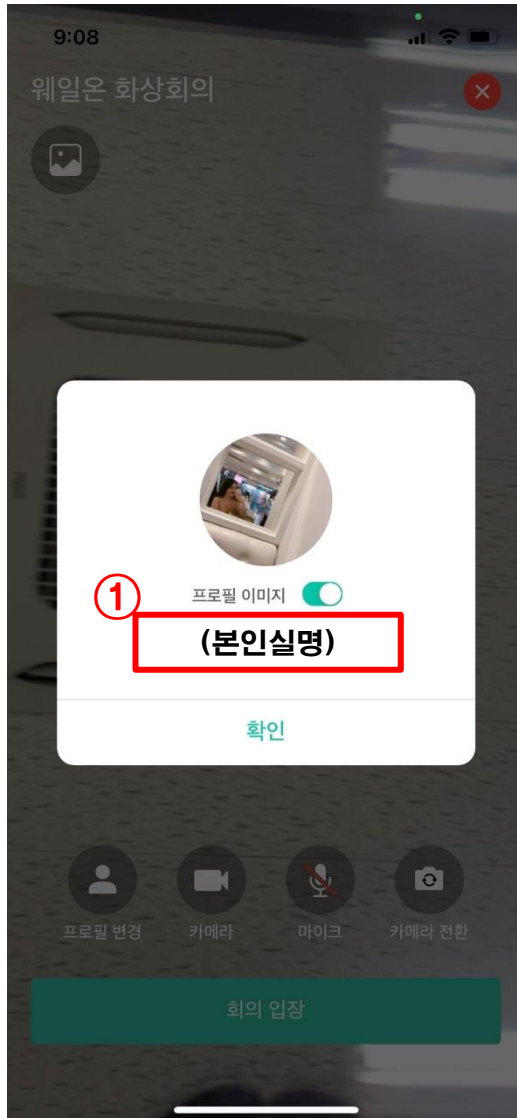 9:08
웨일온 화상회의
프로필 이미지
①
(본인실명)
확인
프로필 변경 카메라 마이크 카메라 전환
회의 입장